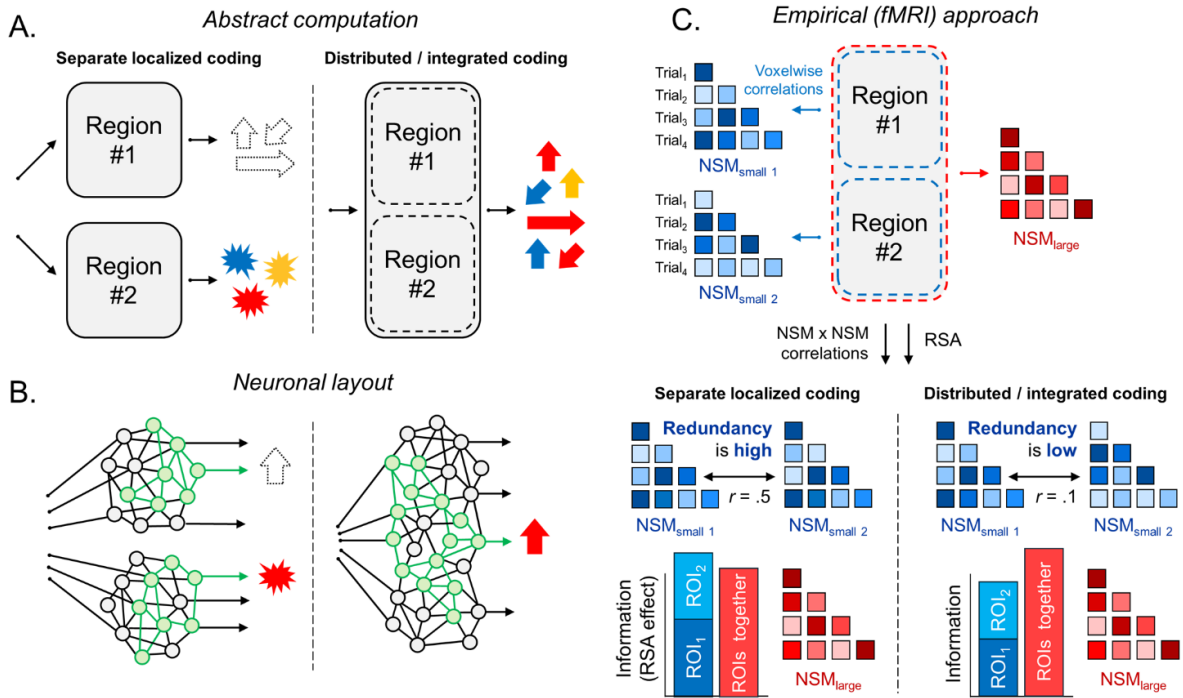 A.
Abstract computation
Separate localized coding
Distributed / integrated coding
Region
#1
Region
#2
Region
#1
Region
#2
B.
Neuronal layout
C.
Empirical (fMRI) approach
Trial1
Trial2
Trial3
Trial4
NSMsmall 1
Voxelwise
correlations
Trial1
Trial2
Trial3
Trial4
NSMsmall 2
Region
#1
Region
#2
NSMlarge
NSM x NSM
correlations
RSA
Separate localized coding
Redundancy
is high
r = .5
NSMsmall 1
NSMsmall 2
Information
(RSA effect)
ROI1
ROI2
ROIs together
NSMlarge
Distributed / integrated coding
Redundancy
is low
r = .1
NSMsmall 1
NSMsmall 2
Information
ROI1
ROI2
ROIs together
NSMlarge